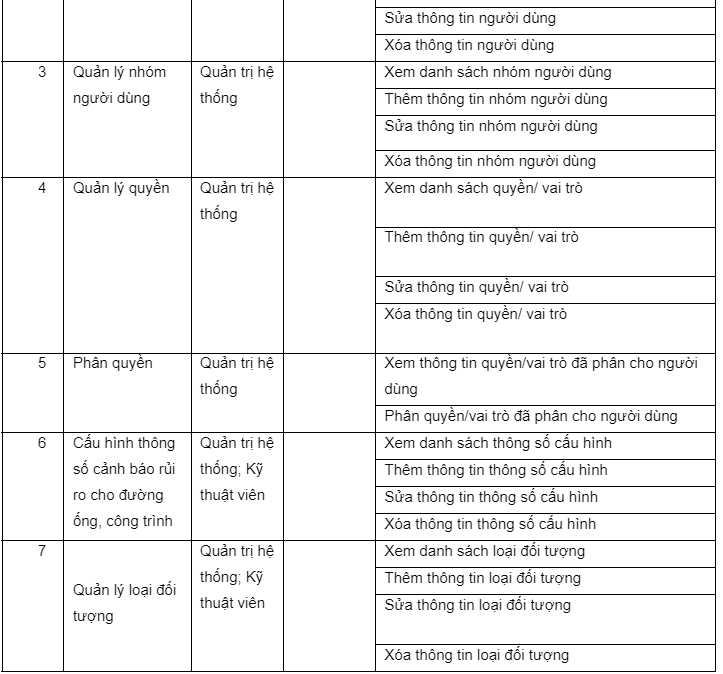 Sửa thông tin người dùng
Xóa thông tin người dùng
3 Quản lý nhóm Quản trị hệ Xem danh sách nhóm người dùng
người dùng thống Thêm thông tin nhóm người dùng
Sửa thông tin nhóm người dùng
Xóa thông tin nhóm người dùng
4 Quản lý quyền Quản trị hệ Xem danh sách quyền/ vai trò
thống
Thêm thông tin quyền/ vai trò
Sửa thông tin quyền/ vai trò
Xóa thông tin quyền/ vai trò
5 Phân quyền Quản trị hệ Xem thông tin quyền/vai trò đã phân cho người
thống dùng
Phân quyền/vai trò đã phân cho người dùng
6 Cấu hình thông Quản trị hệ Xem danh sách thông số cấu hình
số cảnh báo rủi thống; Kỹ Thêm thông tin thông số cấu hình
ro cho đường thuật viên Sửa thông tin thông số cấu hình
ống, công trình Xóa thông tin thông số cấu hình
7 Quản trị hệ Xem danh sách loại đối tượng
thống; Kỹ Thêm thông tin loại đối tượng
Quản lý loại đối thuật viên Sửa thông tin loại đối tượng
tượng
Xóa thông tin loại đối tượng